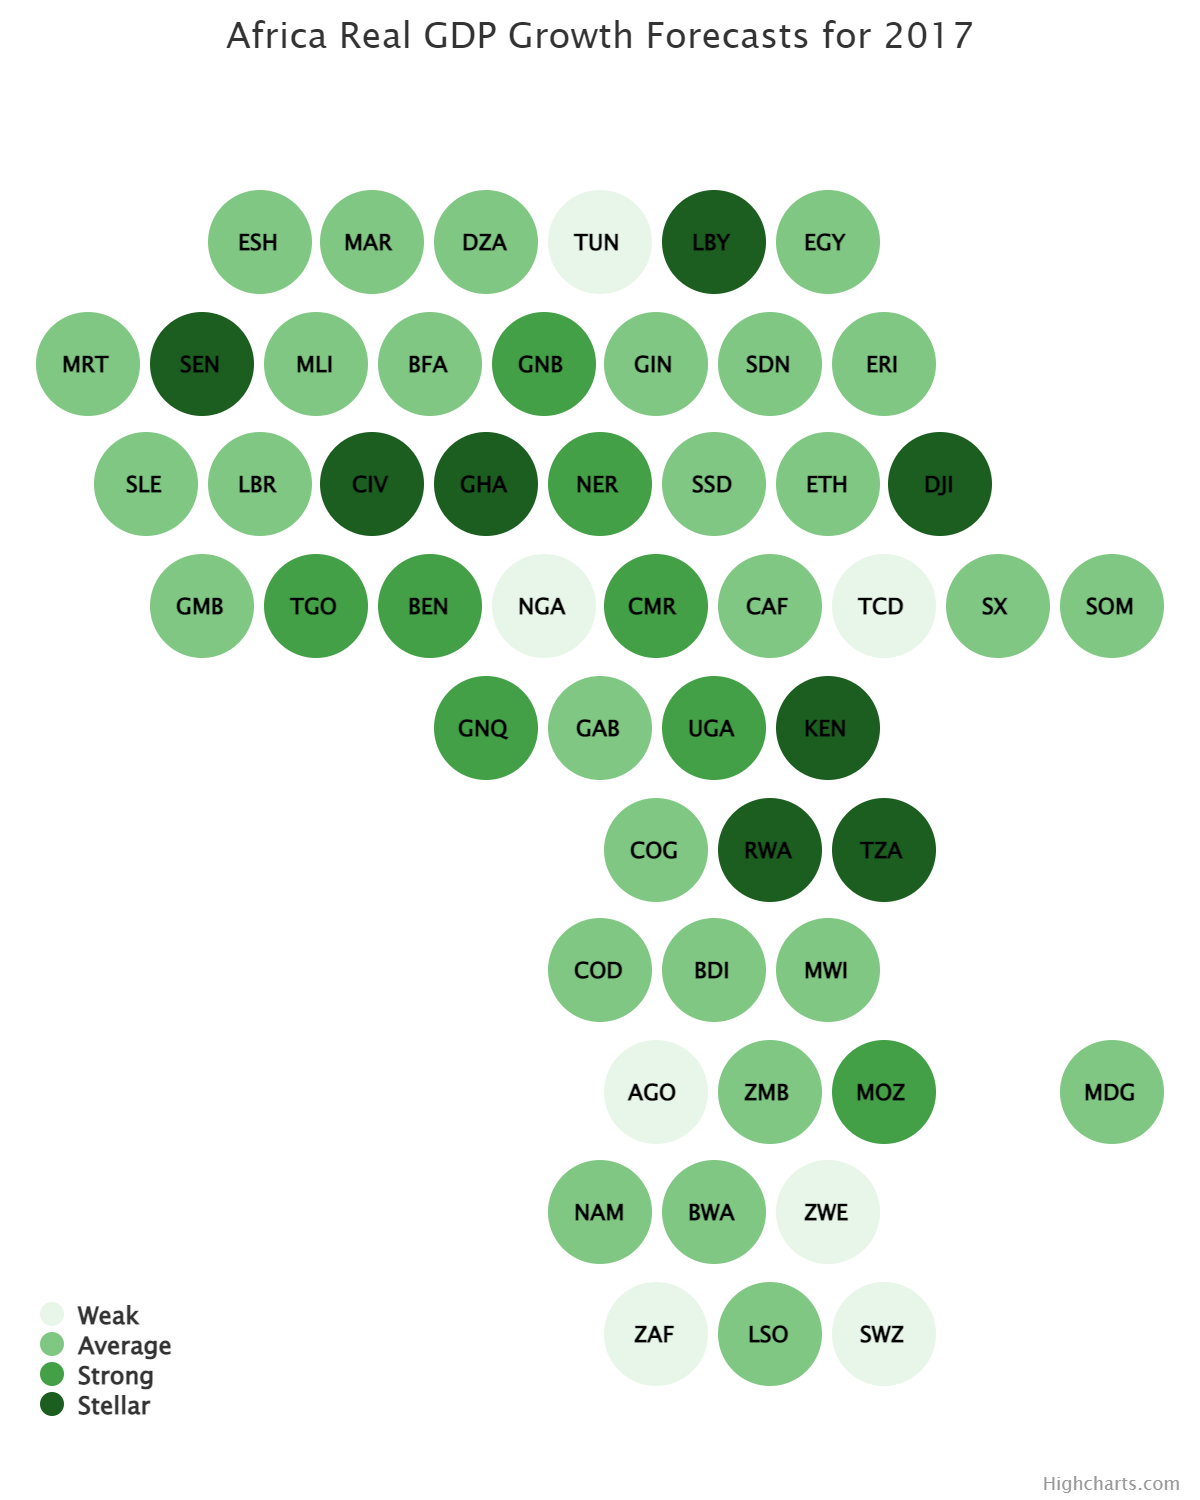 Africa Real GDP Growth Forecasts for 2017
ESH MAR DZA TUN LBY EGY
MRT SEN MLI BFA GNB GIN SDN ERI
SLE LBR CIV GHA NER SSD ETH DJI
GMB TGO BEN NGA CMR CAF TCD SX SOM
GNQ GAB UGA KEN
COG RWA TZA
COD BDI MWI
AGO ZMB MOZ MDG
NAM BWA ZWE
ZAF LSO SWZ
Weak
Average
Strong
Stellar
Highcharts.com